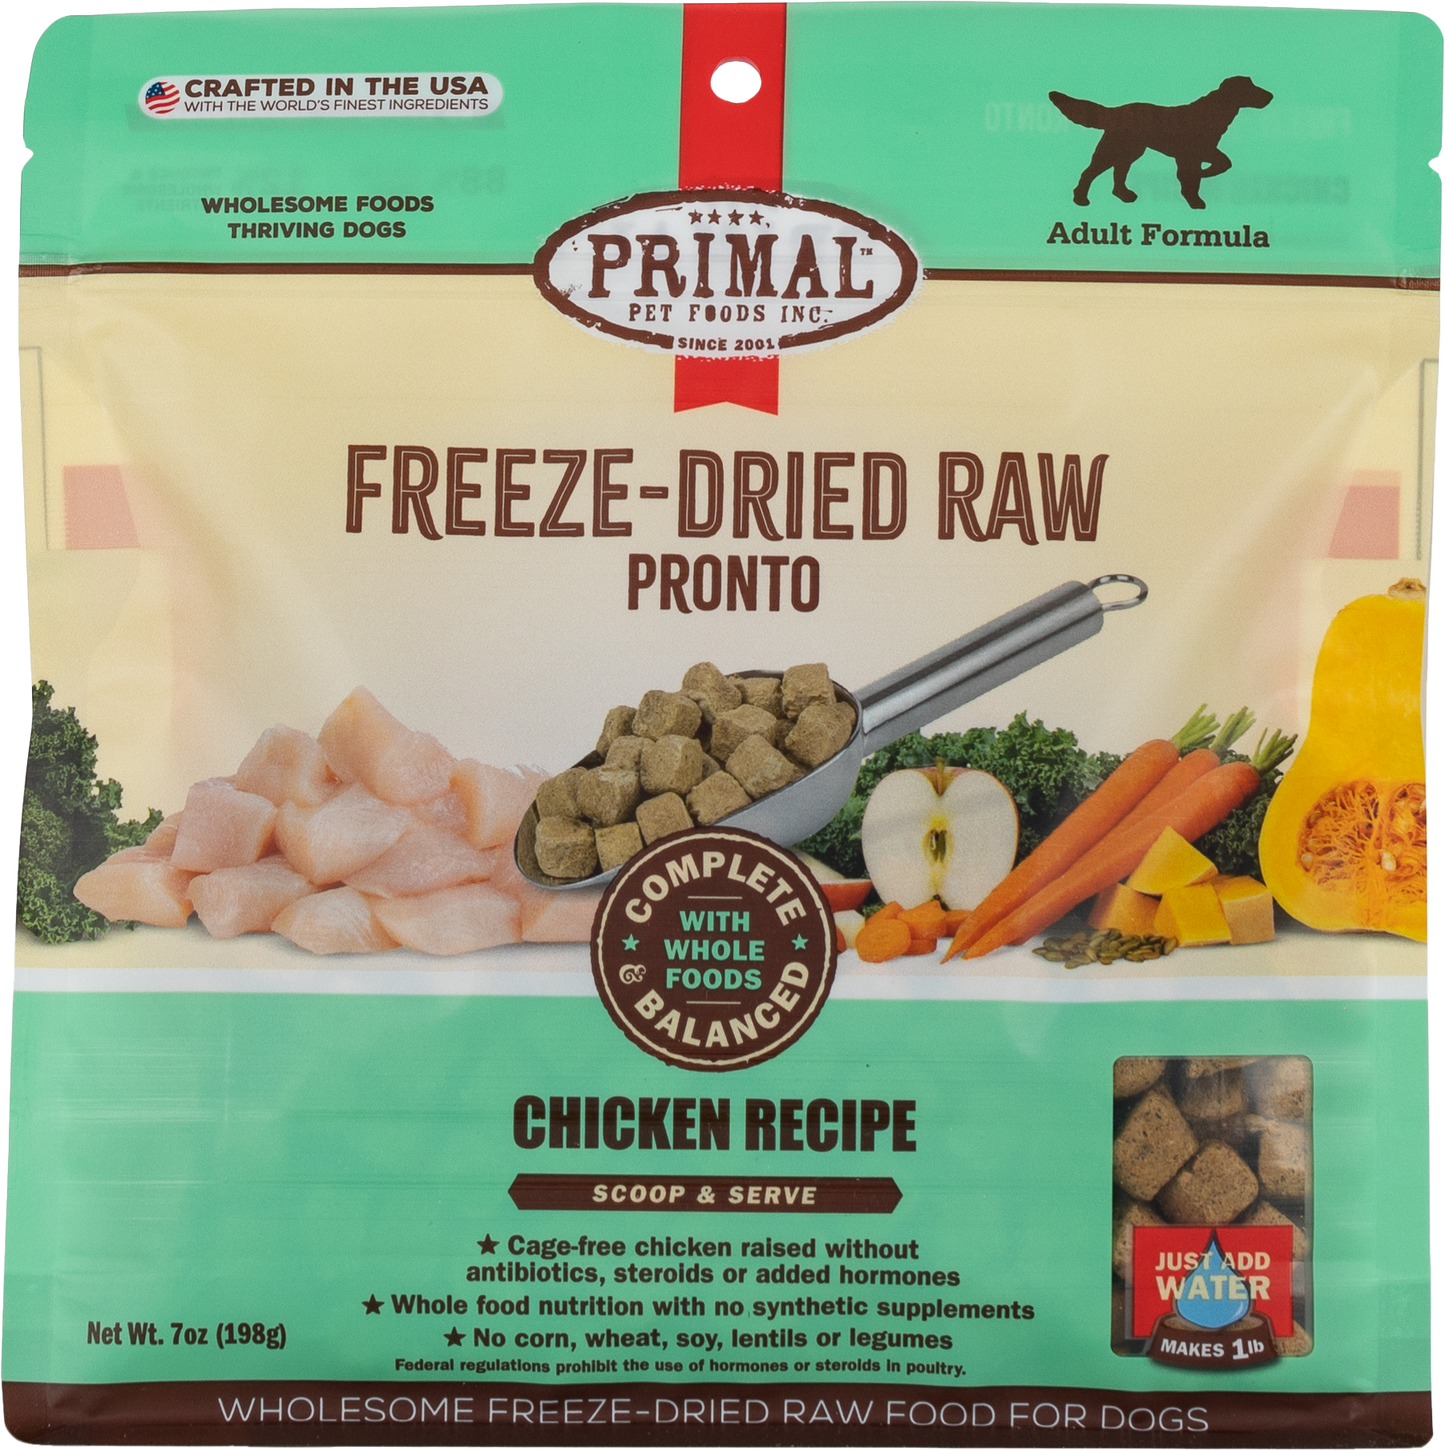 CRAFTED IN THE USA
WITH THE WORLD'S FINEST INGREDIENTS
WHOLESOME FOODS
THRIVING DOGS
Adult Formula
PRIMAL™
PET FOODS INC.
SINCE 2001
FREEZE-DRIED RAW
PRONTO
COMPLETE
& BALANCED
WITH
WHOLE
FOODS
CHICKEN RECIPE
SCOOP & SERVE
★ Cage-free chicken raised without
antibiotics, steroids or added hormones
★ Whole food nutrition with no synthetic supplements
★ No corn, wheat, soy, lentils or legumes
Federal regulations prohibit the use of hormones or steroids in poultry.
Net Wt. 7oz (198g)
JUST ADD
WATER
MAKES 1lb
WHOLESOME FREEZE-DRIED RAW FOOD FOR DOGS